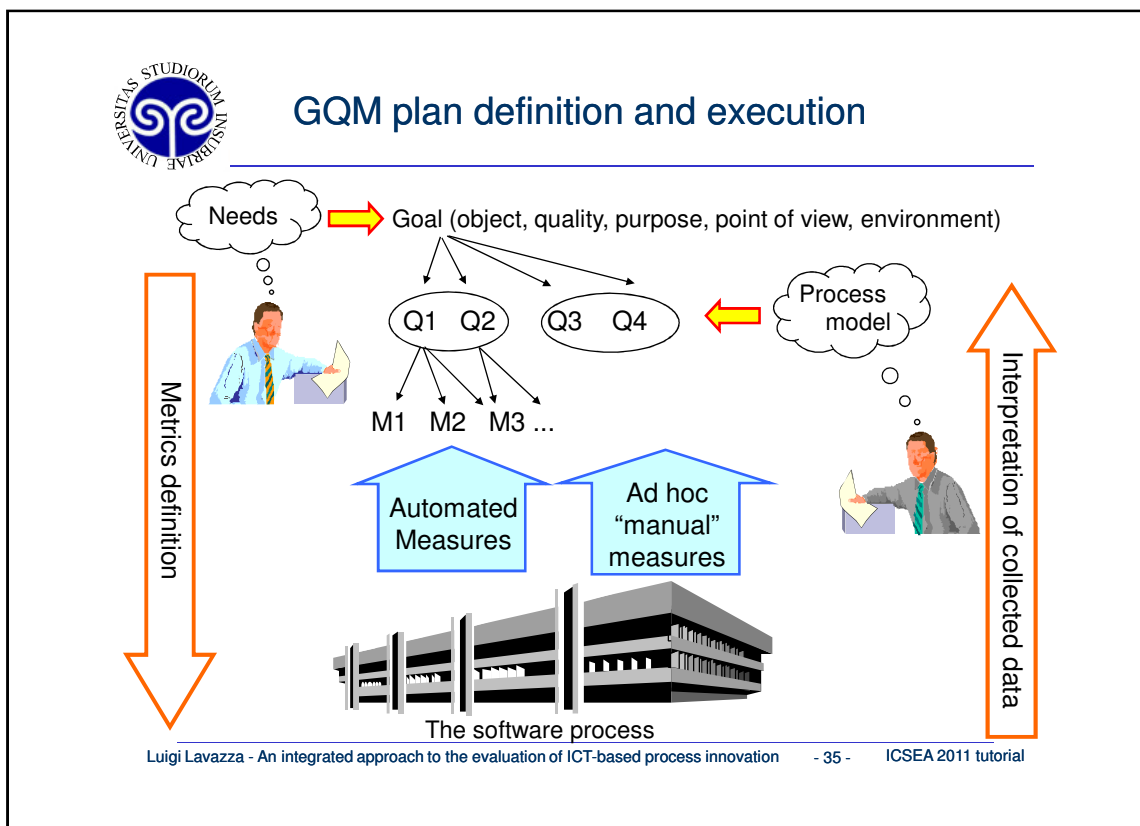 UNIVERSITAS STUDIORUM INSUBRIAE
GQM plan definition and execution
Needs
Goal (object, quality, purpose, point of view, environment)
Process
model
Q1 Q2 Q3 Q4
M1 M2 M3 ...
Metrics definition
Interpretation of collected data
Automated
Measures
Ad hoc
“manual”
measures
The software process
Luigi Lavazza - An integrated approach to the evaluation of ICT-based process innovation - 35 - ICSEA 2011 tutorial